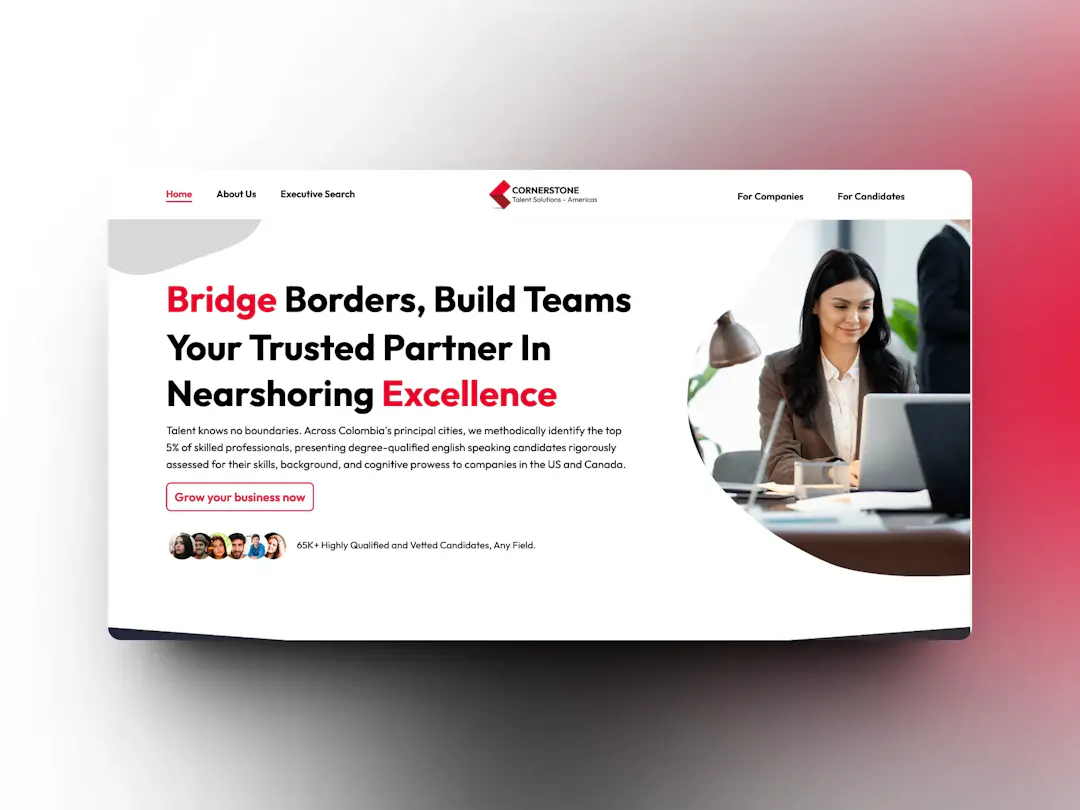 Home About Us Executive Search
CORNERSTONE
Talent Solutions - Americas
For Companies For Candidates
Bridge Borders, Build Teams
Your Trusted Partner In
Nearshoring Excellence
Talent knows no boundaries. Across Colombia's principal cities, we methodically identify the top
5% of skilled professionals, presenting degree-qualified english speaking candidates rigorously
assessed for their skills, background, and cognitive prowess to companies in the US and Canada.
Grow your business now
65K+ Highly Qualified and Vetted Candidates, Any Field.